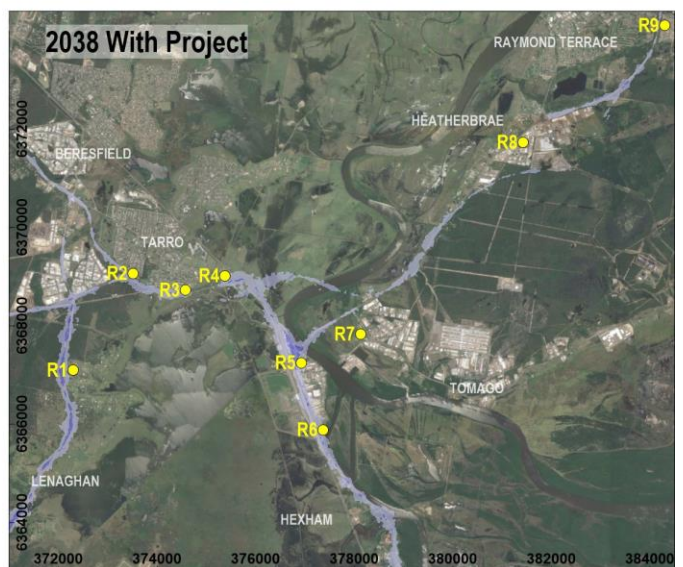 2038 With Project
R9
RAYMOND TERRACE
HEATHERBRAE
R8
BERESFIELD
TARRO
R2
R3
R4
R7
R1
R5
TOMAGO
R6
LENAGHAN
HEXHAM
6372000
6370000
6368000
6366000
6364000
372000 374000 376000 378000 380000 382000 384000